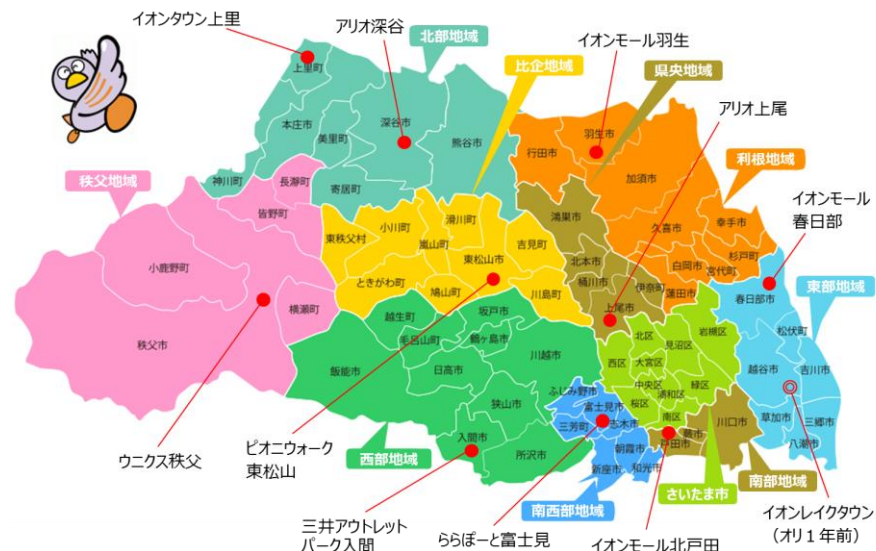 イオンタウン上里
アリオ深谷
北部地域
比企地域
イオンモール羽生
県央地域
アリオ上尾
利根地域
イオンモール
春日部
東部地域
秩父地域
上里町
本庄市
美里町
深谷市
熊谷市
神川町
長瀞町
寄居町
皆野町
小鹿野町
秩父市
横瀬町
東秩父村
小川町
滑川町
嵐山町
東松山市
吉見町
ときがわ町
鳩山町
川島町
行田市
羽生市
加須市
久喜市
幸手市
白岡市
宮代町
杉戸町
蓮田市
鴻巣市
北本市
桶川市
伊奈町
上尾市
春日部市
松伏町
越谷市
吉川市
草加市
三郷市
八潮市
越生町
毛呂山町
坂戸市
鶴ヶ島市
日高市
川越市
飯能市
狭山市
入間市
所沢市
ふじみ野市
富士見市
三芳町
志木市
朝霞市
新座市
和光市
北区
見沼区
岩槻区
西区
大宮区
中央区
浦和区
緑区
桜区
南区
川口市
蕨市
戸田市
西部地域
南西部地域
さいたま市
南部地域
ウニクス秩父
ピオニウォーク
東松山
三井アウトレット
パーク入間
ららぽーと富士見
イオンモール北戸田
イオンレイクタウン
（オリ１年前）